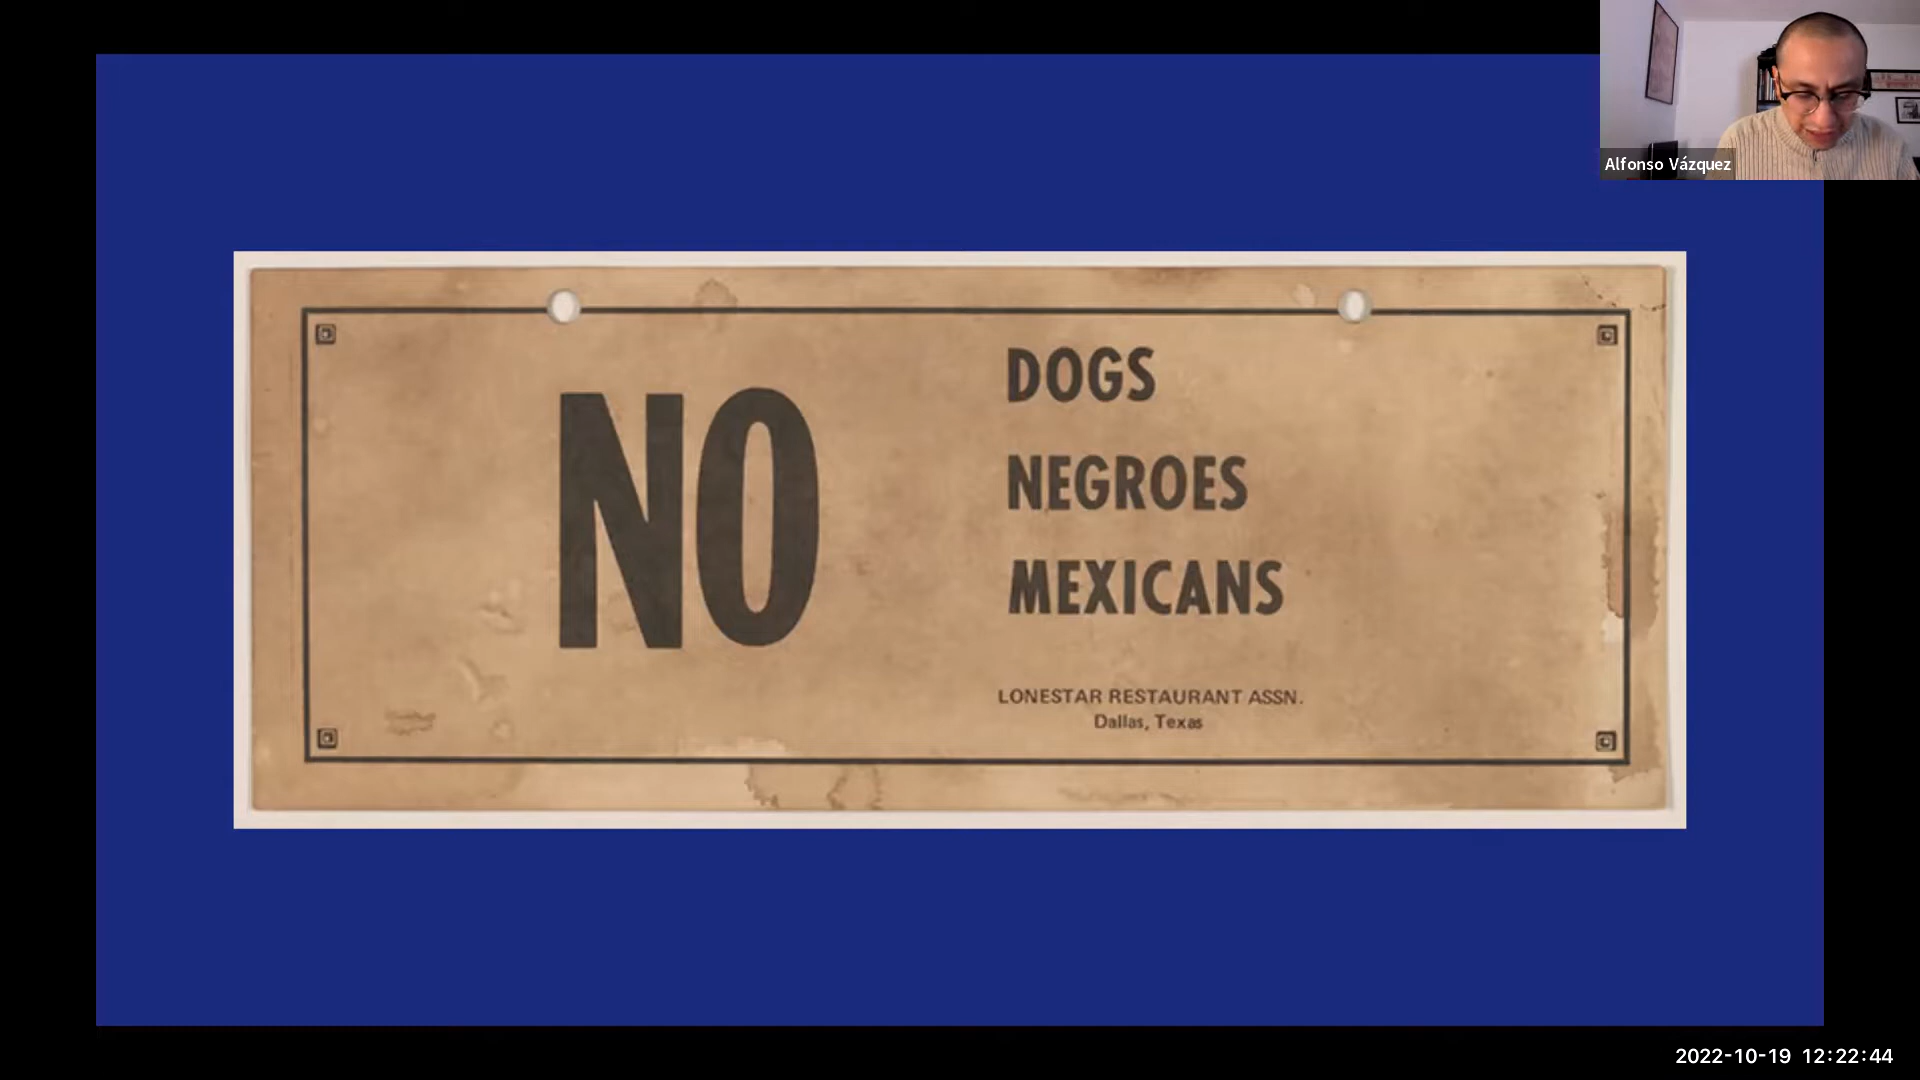 Alfonso Vázquez
NO
DOGS
NEGROES
MEXICANS
LONESTAR RESTAURANT ASSN.
Dallas, Texas
2022-10-19 12:22:44